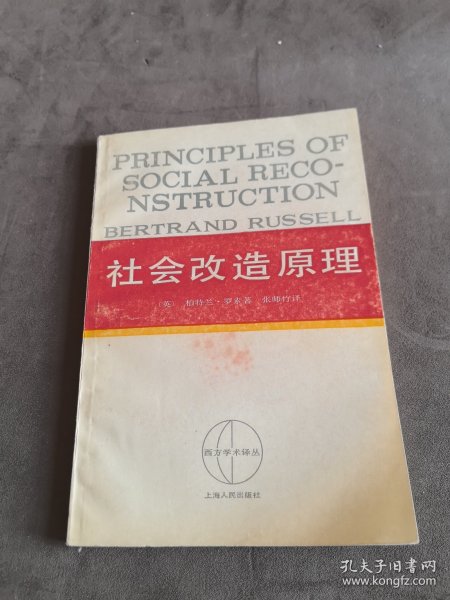 PRINCIPLES OF
SOCIAL RECO-
NSTRUCTION
BERTRAND RUSSELL
社会改造原理
〔英〕 柏特兰·罗素著 张师竹译
西方学术译丛
上海人民出版社
孔夫子旧书网
www.kongfz.com